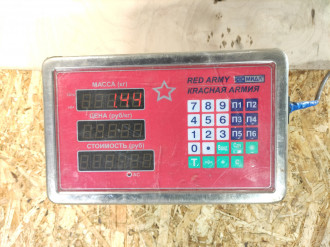 МАССА (кг)
1.44
ЦЕНА (руб/кг)
СТОИМОСТЬ (руб)
RED ARMY
КРАСНАЯ АРМИЯ
7 8 9 П1 П2
4 5 6 П3 П4
1 2 3 П5 П6
0
T